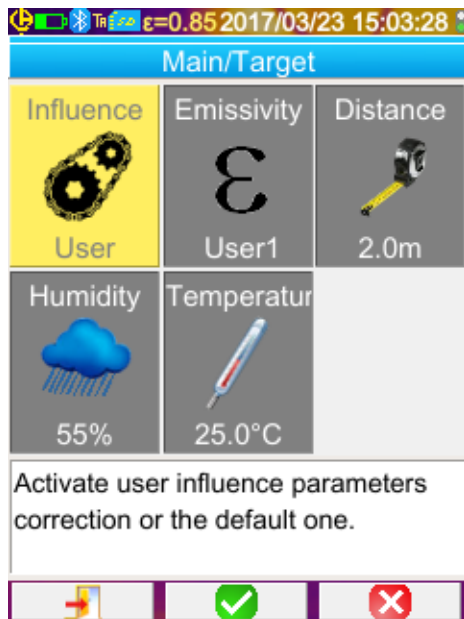 ε=0.85 2017/03/23 15:03:28
Main/Target
Influence Emissivity Distance
ε
User User1 2.0m
Humidity Temperatur
55% 25.0°C
Activate user influence parameters
correction or the default one.